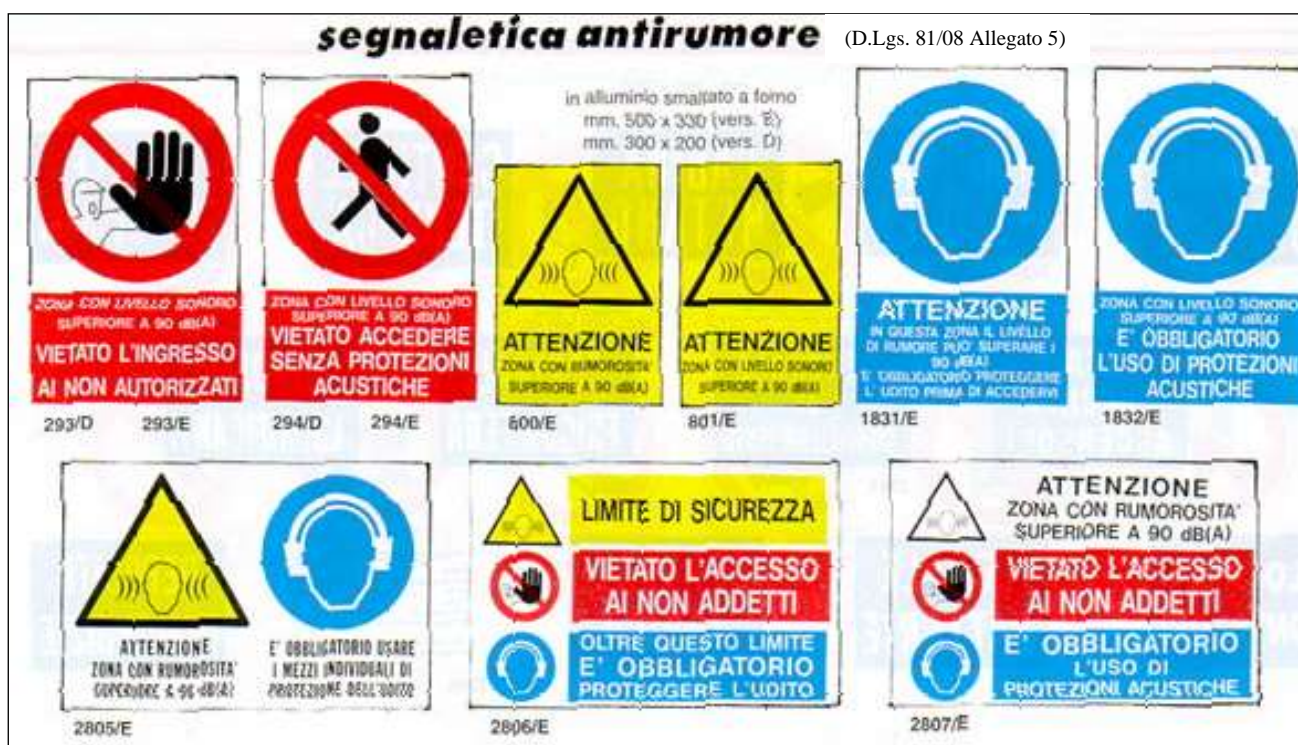 segnaletica antirumore (D.Lgs. 81/08 Allegato 5)
in alluminio smaltato a forno
mm. 500 x 330 (vers. E)
mm. 300 x 200 (vers. D)
ZONA CON LIVELLO SONORO
SUPERIORE A 90 dB(A)
VIETATO L'INGRESSO
AI NON AUTORIZZATI
293/D 293/E
ZONA CON LIVELLO SONORO
SUPERIORE A 90 dB(A)
VIETATO ACCEDERE
SENZA PROTEZIONI
ACUSTICHE
294/D 294/E
ATTENZIONE
ZONA CON RUMOROSITA'
SUPERIORE A 90 dB(A)
800/E
ATTENZIONE
ZONA CON LIVELLO SONORO
SUPERIORE A 90 dB(A)
801/E
ATTENZIONE
IN QUESTA ZONA IL LIVELLO
DI RUMORE PUO' SUPERARE I
90 dB(A)
E' OBBLIGATORIO PROTEGGERE
L'UDITO PRIMA DI ACCEDERVI
1831/E
ZONA CON LIVELLO SONORO
SUPERIORE A 90 dB(A)
E' OBBLIGATORIO
L'USO DI PROTEZIONI
ACUSTICHE
1832/E
ATTENZIONE
ZONA CON RUMOROSITA'
SUPERIORE A dB(A)
E' OBBLIGATORIO USARE
I MEZZI INDIVIDUALI DI
PROTEZIONE DELL'UDITO
2805/E
LIMITE DI SICUREZZA
VIETATO L'ACCESSO
AI NON ADDETTI
OLTRE QUESTO LIMITE
E' OBBLIGATORIO
PROTEGGERE L'UDITO
2806/E
ATTENZIONE
ZONA CON RUMOROSITA'
SUPERIORE A 90 dB(A)
VIETATO L'ACCESSO
AI NON ADDETTI
E' OBBLIGATORIO
L'USO DI
PROTEZIONI ACUSTICHE
2807/E